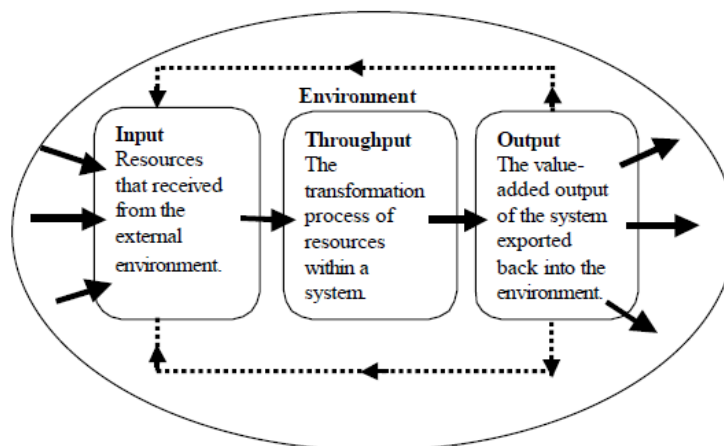 Environment
Input
Resources
that received
from the
external
environment.
Throughput
The
transformation
process of
resources
within a
system.
Output
The value-
added output
of the system
exported
back into the
environment.